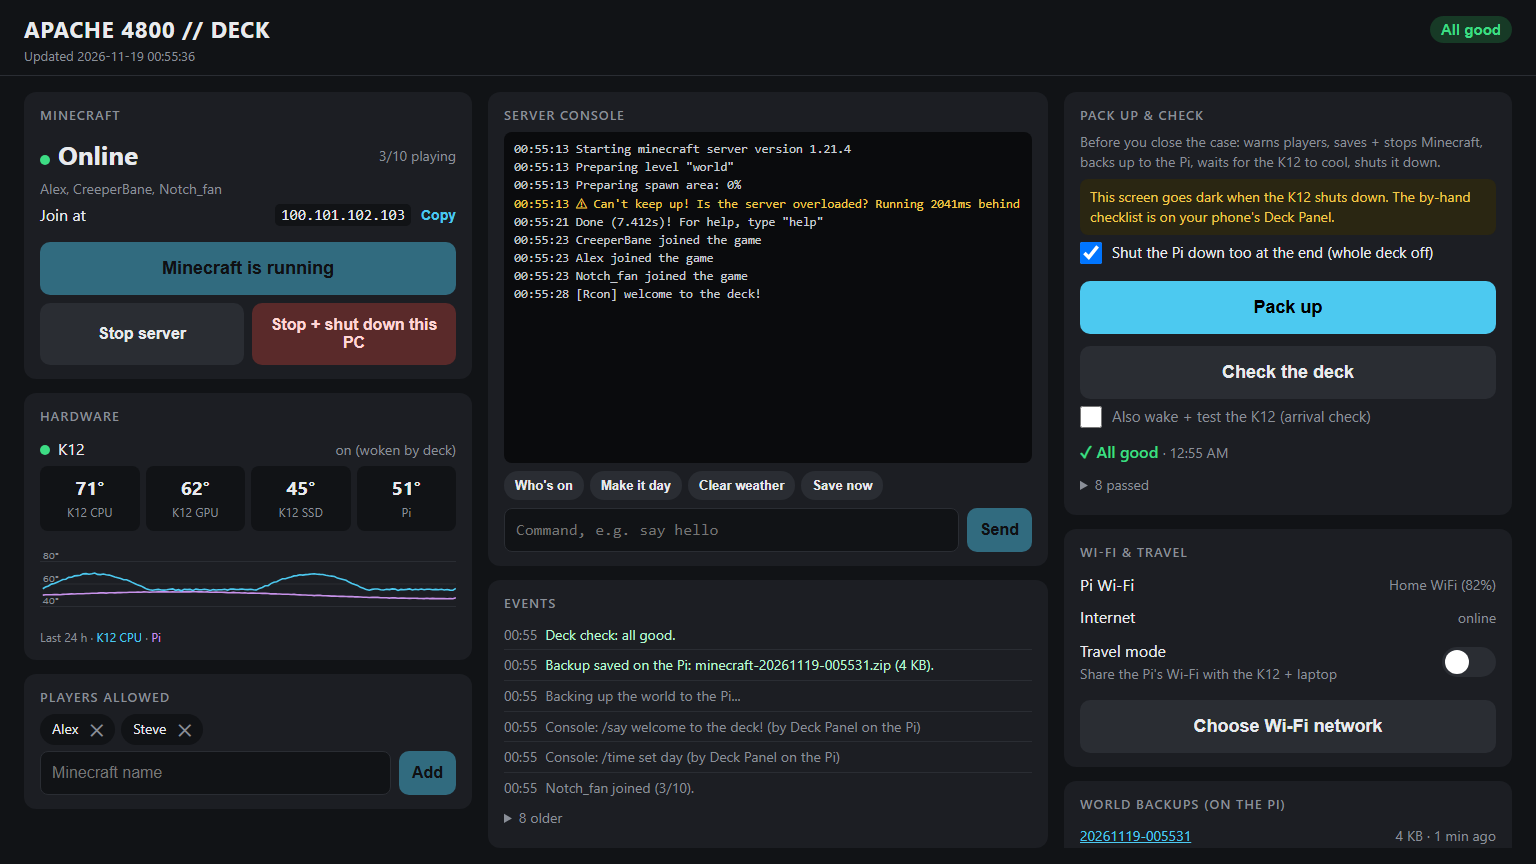 APACHE 4800 // DECK
Updated 2026-11-19 00:55:36
All good
MINECRAFT
Online
3/10 playing
Alex, CreeperBane, Notch_fan
Join at
100.101.102.103
Copy
Minecraft is running
Stop server
Stop + shut down this
PC
HARDWARE
K12
on (woken by deck)
71°
K12 CPU
62°
K12 GPU
45°
K12 SSD
51°
Pi
80°
60°
40°
Last 24 h · K12 CPU · Pi
PLAYERS ALLOWED
Alex ✕
Steve ✕
Minecraft name
Add
SERVER CONSOLE
00:55:13 Starting minecraft server version 1.21.4
00:55:13 Preparing level "world"
00:55:13 Preparing spawn area: 0%
00:55:13 ⚠ Can't keep up! Is the server overloaded? Running 2041ms behind
00:55:21 Done (7.412s)! For help, type "help"
00:55:23 CreeperBane joined the game
00:55:23 Alex joined the game
00:55:23 Notch_fan joined the game
00:55:28 [Rcon] welcome to the deck!
Who's on
Make it day
Clear weather
Save now
Command, e.g. say hello
Send
EVENTS
00:55 Deck check: all good.
00:55 Backup saved on the Pi: minecraft-20261119-005531.zip (4 KB).
00:55 Backing up the world to the Pi...
00:55 Console: /say welcome to the deck! (by Deck Panel on the Pi)
00:55 Console: /time set day (by Deck Panel on the Pi)
00:55 Notch_fan joined (3/10).
▶ 8 older
PACK UP & CHECK
Before you close the case: warns players, saves + stops Minecraft,
backs up to the Pi, waits for the K12 to cool, shuts it down.
This screen goes dark when the K12 shuts down. The by-hand
checklist is on your phone's Deck Panel.
Shut the Pi down too at the end (whole deck off)
Pack up
Check the deck
Also wake + test the K12 (arrival check)
✓ All good · 12:55 AM
▶ 8 passed
WI-FI & TRAVEL
Pi Wi-Fi
Home WiFi (82%)
Internet
online
Travel mode
Share the Pi's Wi-Fi with the K12 + laptop
Choose Wi-Fi network
WORLD BACKUPS (ON THE PI)
20261119-005531
4 KB · 1 min ago